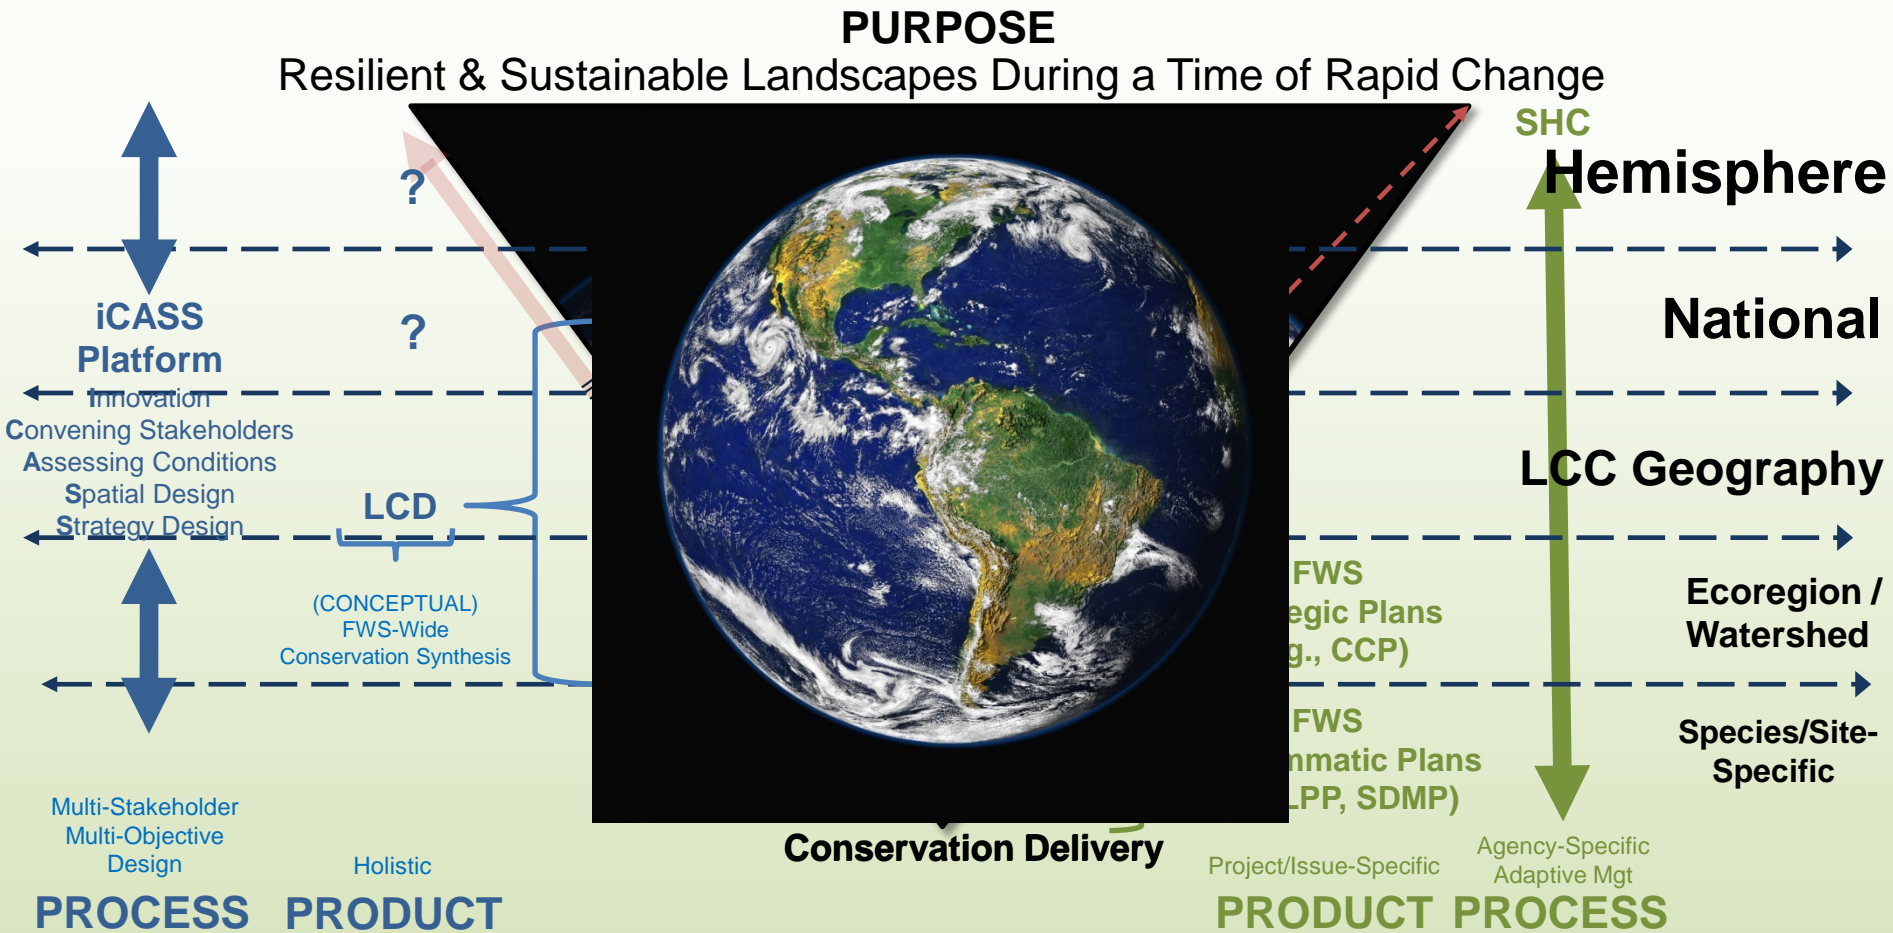 PURPOSE
Resilient & Sustainable Landscapes During a Time of Rapid Change
SHC
Hemisphere
?
National
iCASS
Platform
?
Innovation
Convening Stakeholders
Assessing Conditions
Spatial Design
Strategy Design
LCC Geography
LCD
(CONCEPTUAL)
FWS-Wide
Conservation Synthesis
FWS
egic Plans
g., CCP)
Ecoregion /
Watershed
FWS
mmatic Plans
LPP, SDMP)
Species/Site-
Specific
Multi-Stakeholder
Multi-Objective
Design
Holistic
Conservation Delivery
Project/Issue-Specific
Agency-Specific
Adaptive Mgt
PROCESS
PRODUCT
PRODUCT
PROCESS